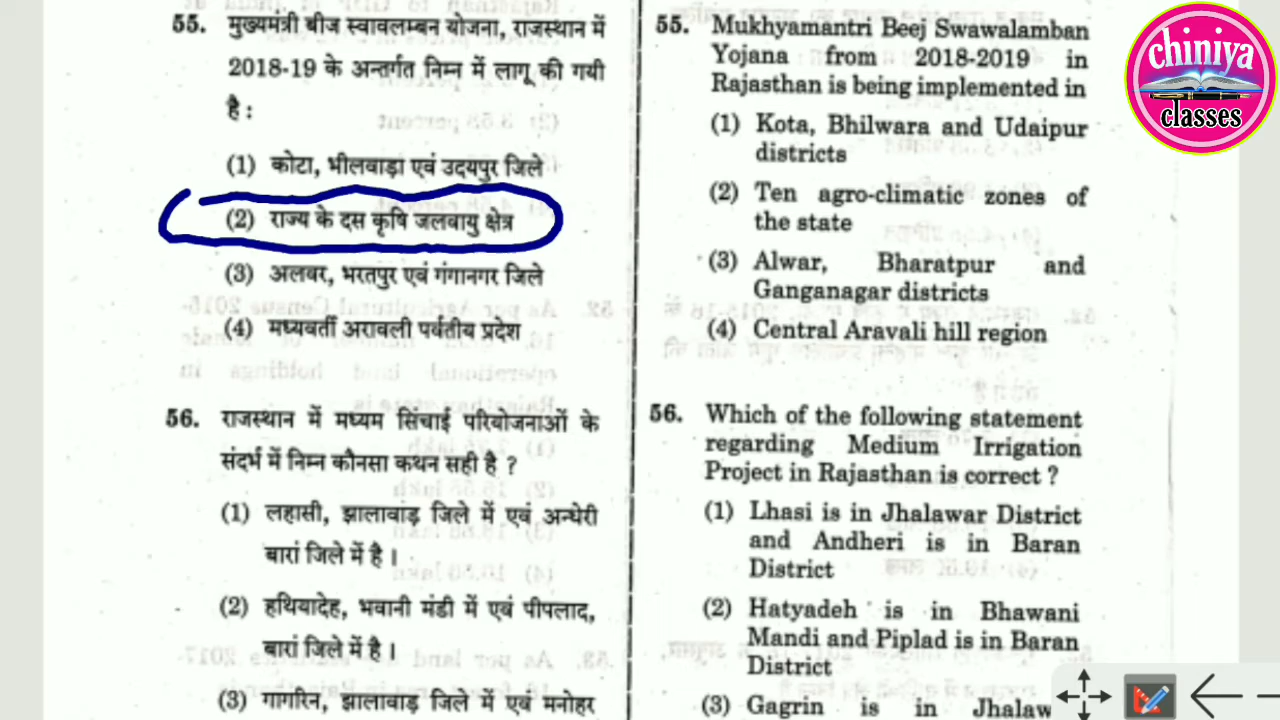 55. मुख्यमन्त्री बीज स्वावलम्बन योजना, राजस्थान में
2018-19 के अन्तर्गत निम्न में लागू की गयी
है :
(1) कोटा, भीलवाड़ा एवं उदयपुर जिले
(2) राज्य के दस कृषि जलवायु क्षेत्र
(3) अलवर, भरतपुर एवं गंगानगर जिले
(4) मध्यवर्ती अरावली पर्वतीय प्रदेश
56. राजस्थान में मध्यम सिंचाई परियोजनाओं के
संदर्भ में निम्न कौनसा कथन सही है ?
(1) लहासी, झालावाड़ जिले में एवं अन्धेरी
बारां जिले में है ।
(2) हथियादेह, भवानी मंडी में एवं पीपलाद,
बारां जिले में है ।
(3) गागरिन, झालावाड़ जिले में एवं मनोहर
55. Mukhyamantri Beej Swawalamban
Yojana from 2018-2019 in
Rajasthan is being implemented in
(1) Kota, Bhilwara and Udaipur
districts
(2) Ten agro-climatic zones of
the state
(3) Alwar, Bharatpur and
Ganganagar districts
(4) Central Aravali hill region
56. Which of the following statement
regarding Medium Irrigation
Project in Rajasthan is correct ?
(1) Lhasi is in Jhalawar District
and Andheri is in Baran
District
(2) Hatyadeh is in Bhawani
Mandi and Piplad is in Baran
District
(3) Gagrin is in
chiniya
classes